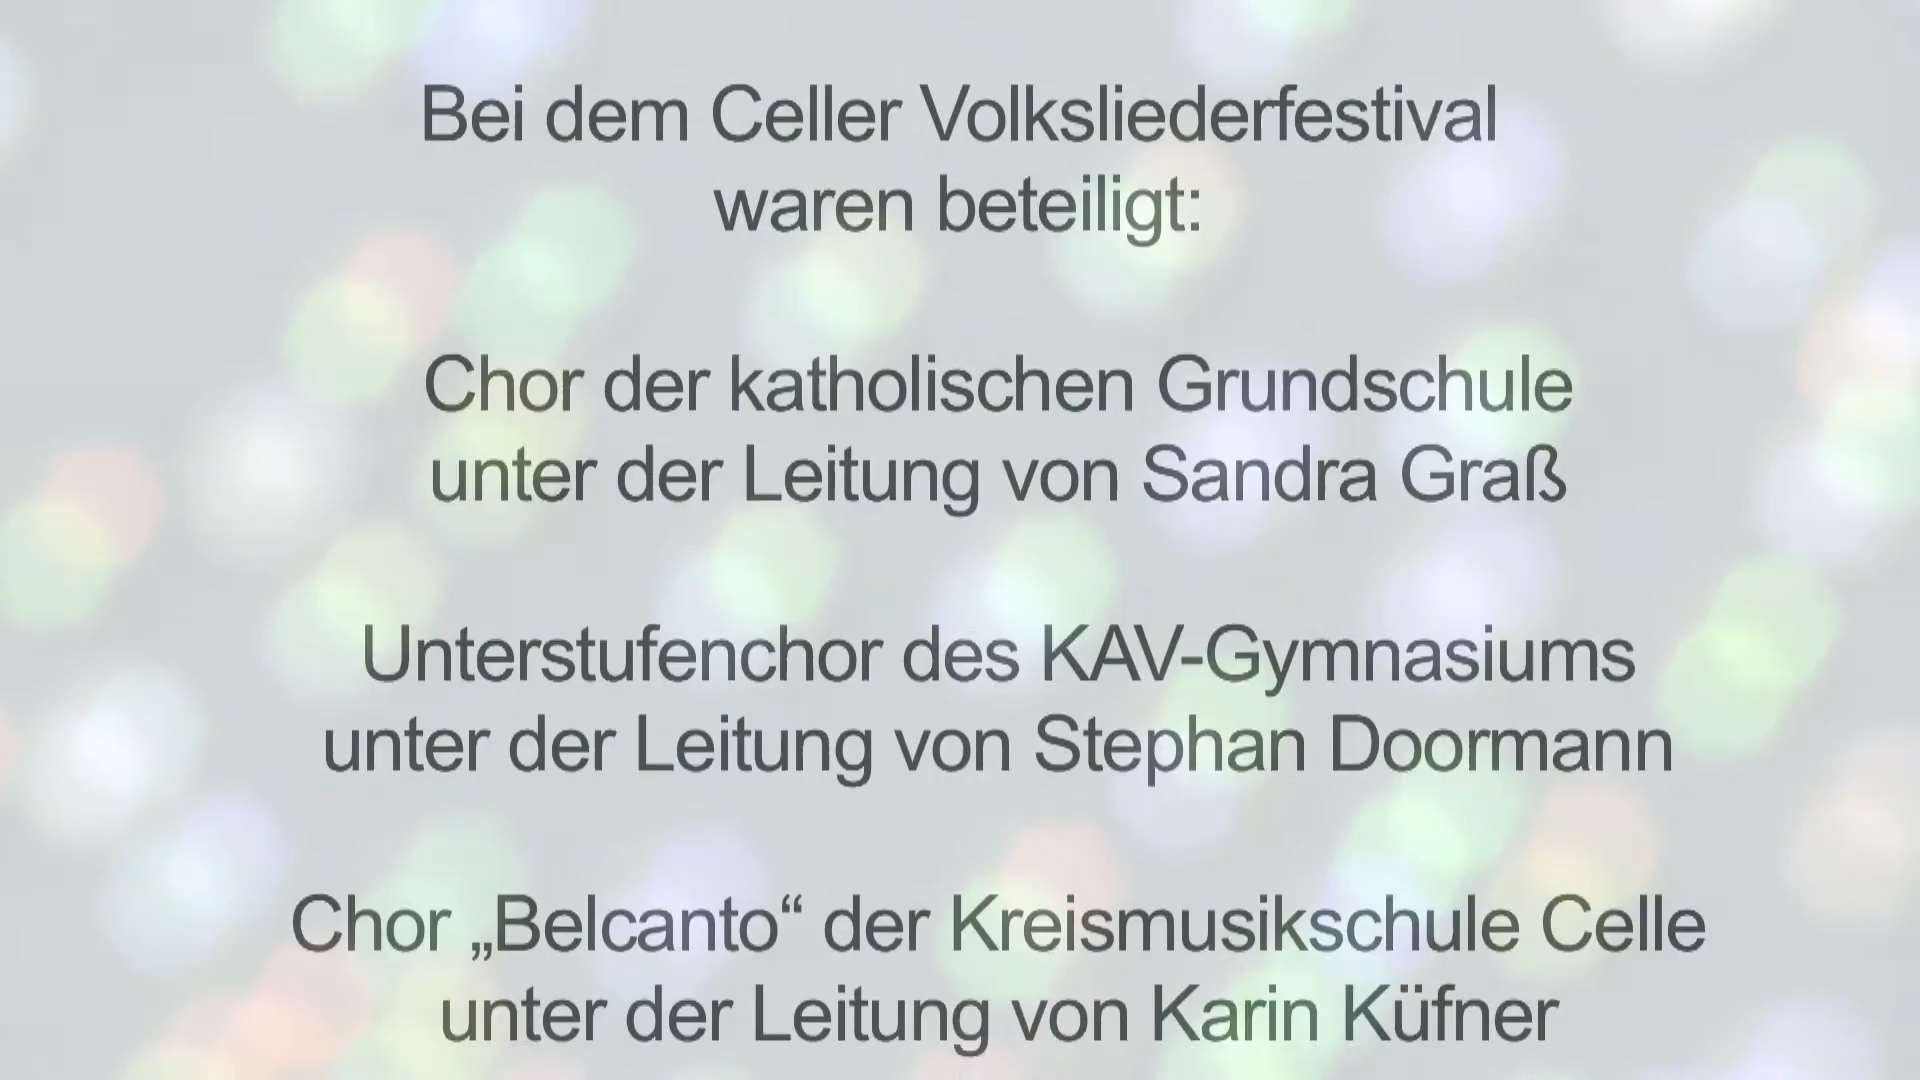 Bei dem Celler Volksliederfestival
waren beteiligt:
Chor der katholischen Grundschule
unter der Leitung von Sandra Graß
Unterstufenchor des KAV-Gymnasiums
unter der Leitung von Stephan Doormann
Chor „Belcanto“ der Kreismusikschule Celle
unter der Leitung von Karin Küfner